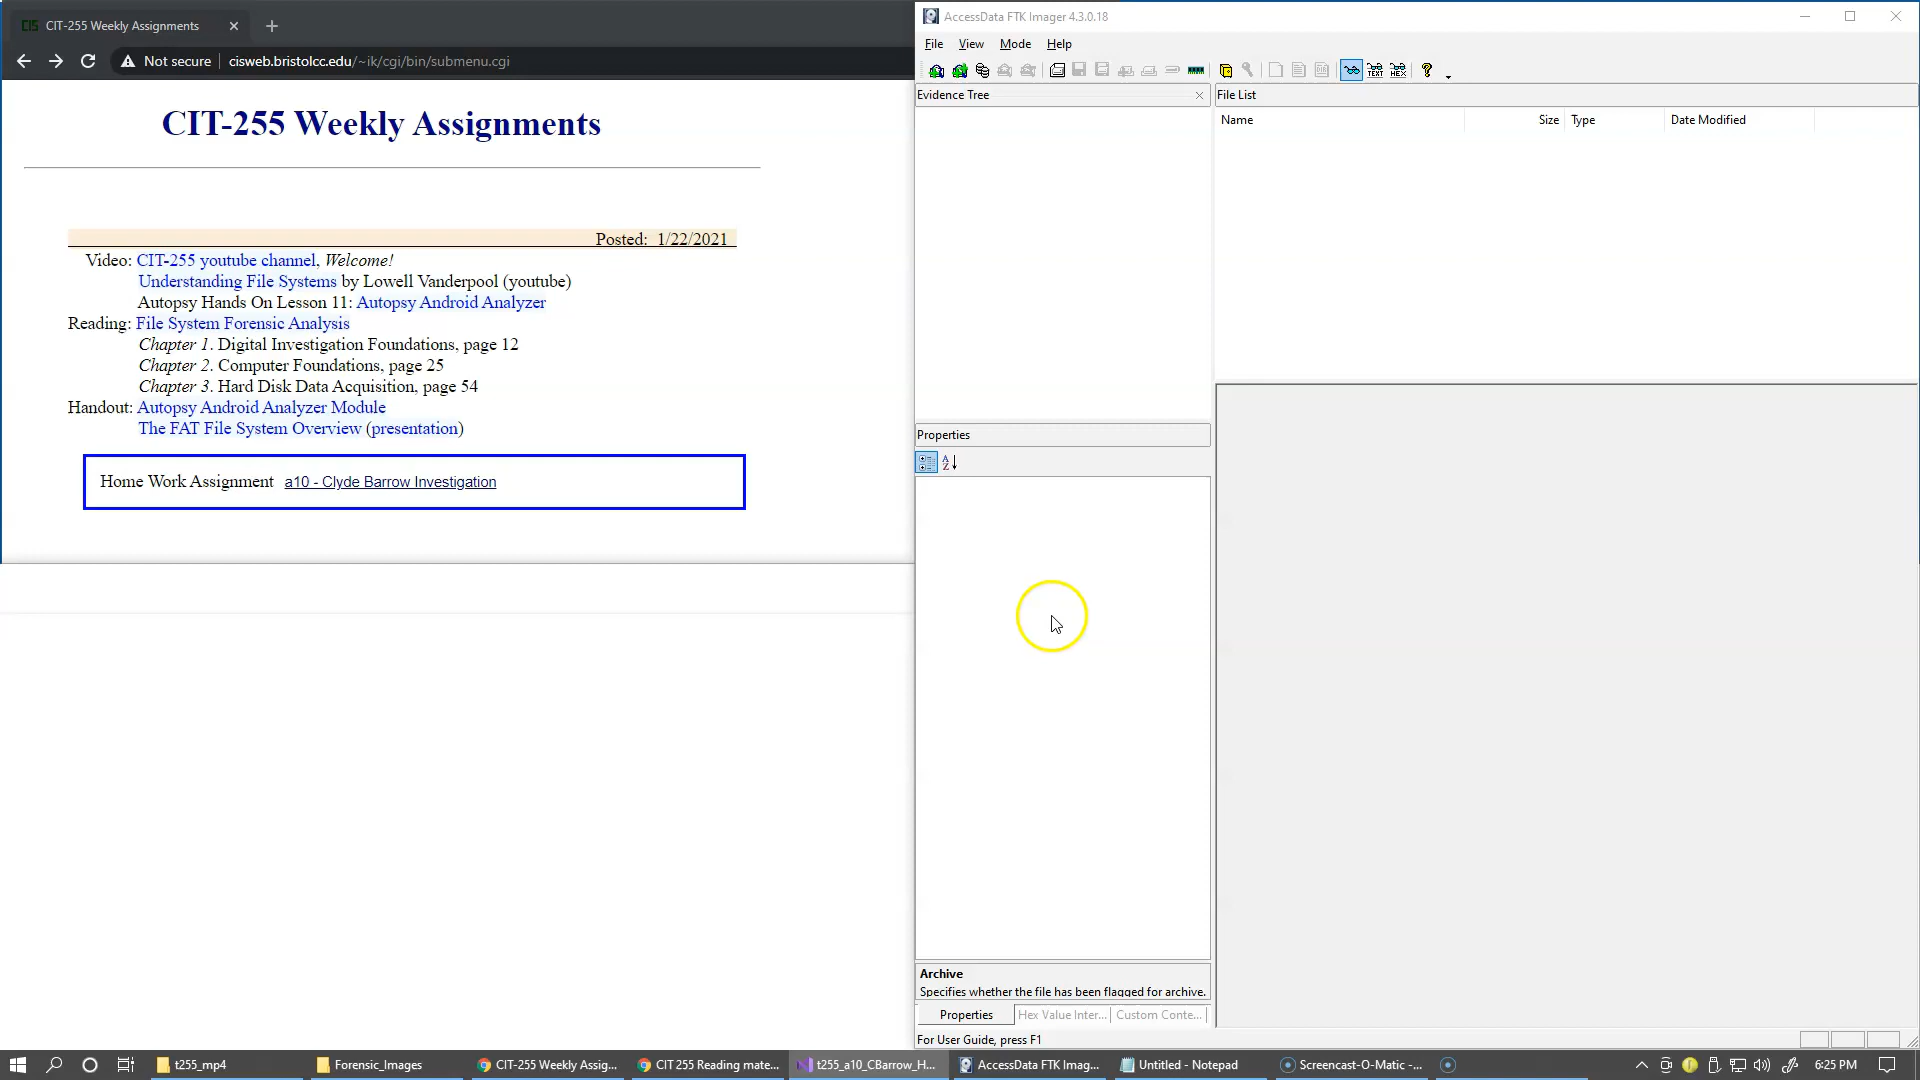 CIS CIT-255 Weekly Assignments
Not secure cisweb.bristolcc.edu/~ik/cgi/bin/submenu.cgi
CIT-255 Weekly Assignments
Posted: 1/22/2021
Video: CIT-255 youtube channel, Welcome!
Understanding File Systems by Lowell Vanderpool (youtube)
Autopsy Hands On Lesson 11: Autopsy Android Analyzer
Reading: File System Forensic Analysis
Chapter 1. Digital Investigation Foundations, page 12
Chapter 2. Computer Foundations, page 25
Chapter 3. Hard Disk Data Acquisition, page 54
Handout: Autopsy Android Analyzer Module
The FAT File System Overview (presentation)
Home Work Assignment a10 - Clyde Barrow Investigation
AccessData FTK Imager 4.3.0.18
File View Mode Help
TEXT HEX
Evidence Tree
File List
Name Size Type Date Modified
Properties
A Z
Archive
Specifies whether the file has been flagged for archive.
Properties Hex Value Inter... Custom Conte...
For User Guide, press F1
t255_mp4 Forensic_Images CIT-255 Weekly Assig... CIT 255 Reading mate... t255_a10_CBarrow_H... AccessData FTK Imag... Untitled - Notepad Screencast-O-Matic -... 6:25 PM